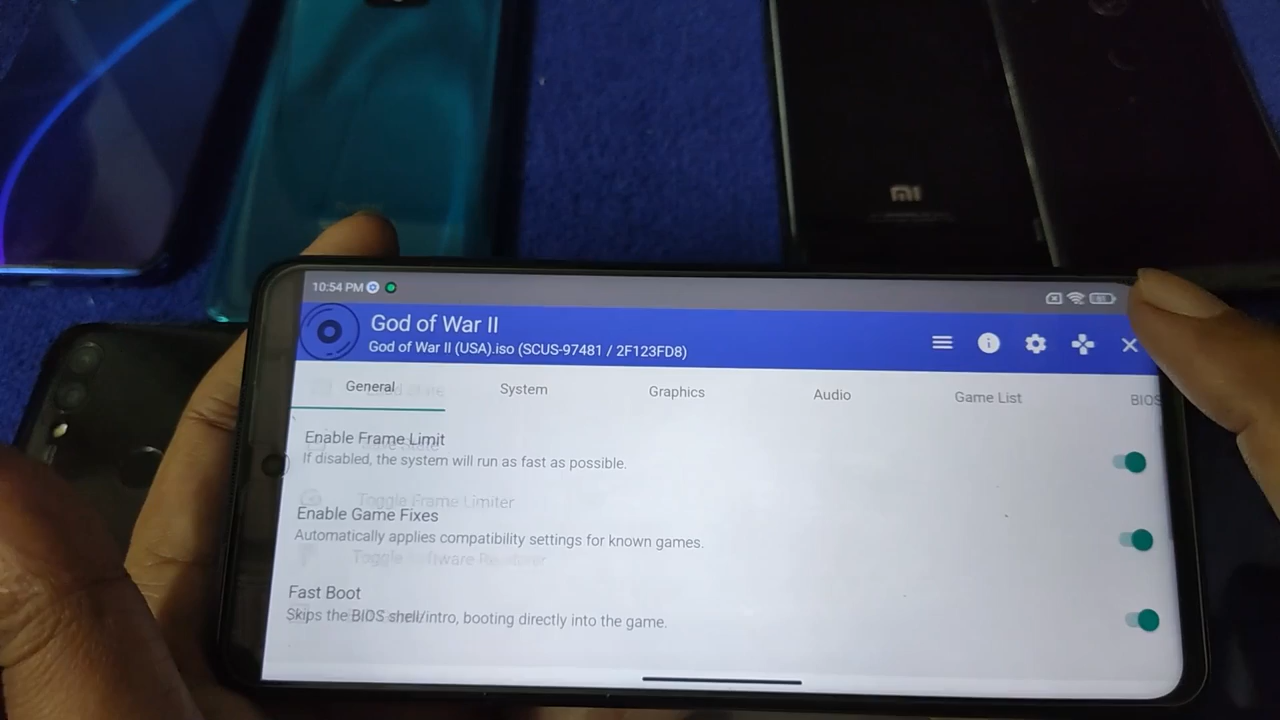 mi
10:54 PM
God of War II
God of War II (USA).iso (SCUS-97481 / 2F123FD8)
General System Graphics Audio Game List BIOS
Enable Frame Limit
If disabled, the system will run as fast as possible.
Toggle Frame Limiter
Enable Game Fixes
Automatically applies compatibility settings for known games.
Toggle Software Renderer
Fast Boot
Skips the BIOS shell/intro, booting directly into the game.